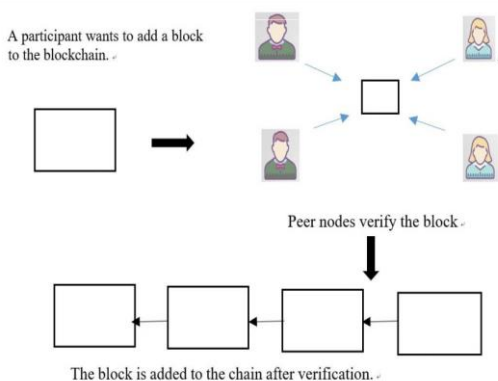 A participant wants to add a block
to the blockchain.
Peer nodes verify the block
The block is added to the chain after verification.